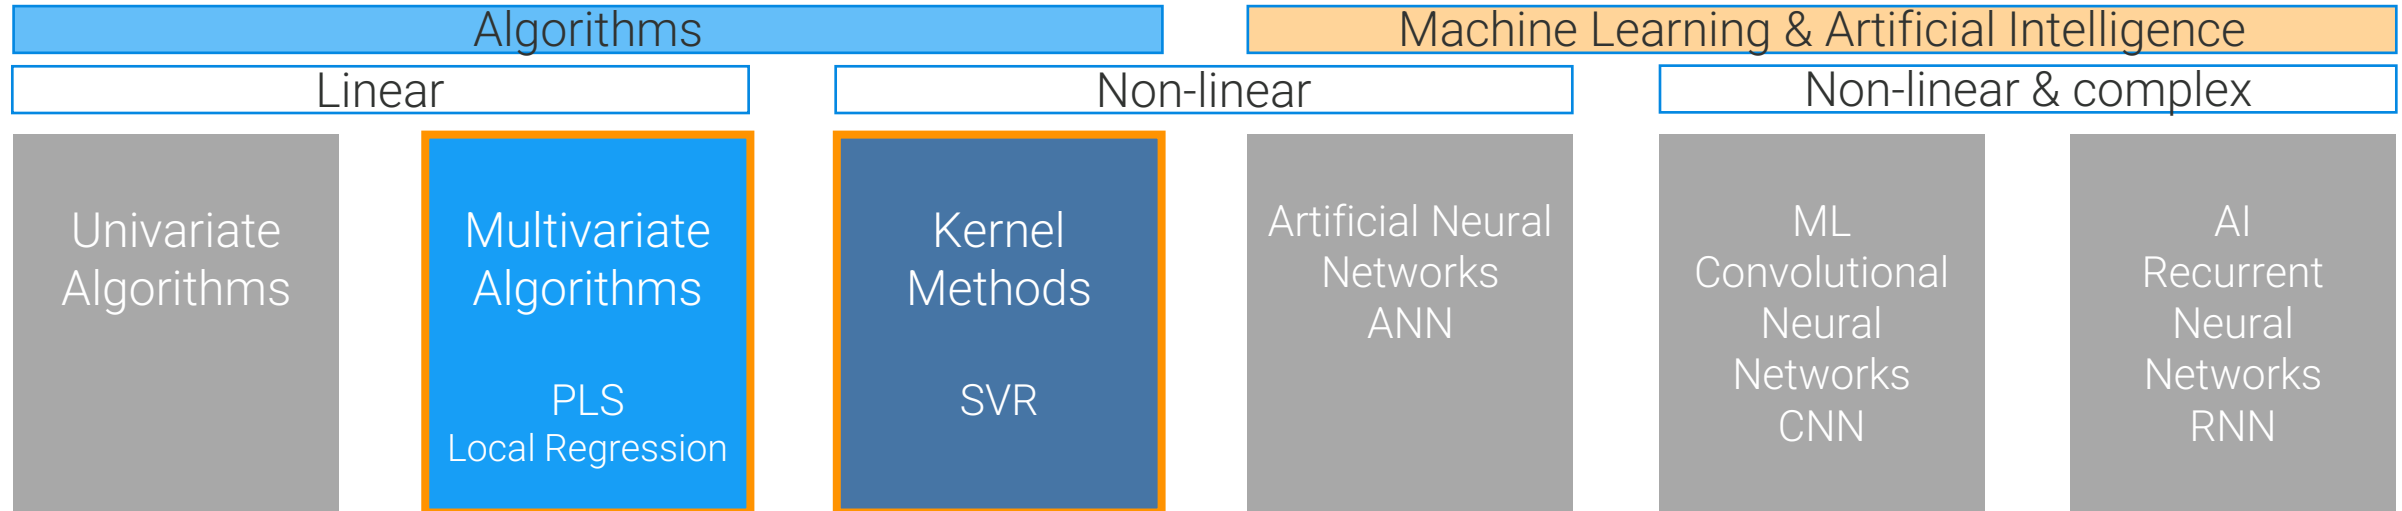 Algorithms
Machine Learning & Artificial Intelligence
Linear
Non-linear
Non-linear & complex
Univariate
Algorithms
Multivariate
Algorithms
PLS
Local Regression
Kernel
Methods
SVR
Artificial Neural
Networks
ANN
ML
Convolutional
Neural
Networks
CNN
AI
Recurrent
Neural
Networks
RNN